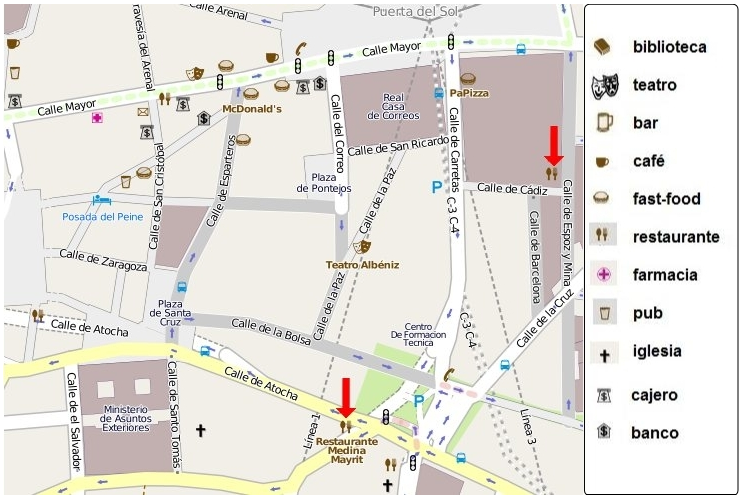 Calle Arenal
Puerta del Sol
ravesía del Arenal
Calle Mayor
Calle Mayor
McDonald's
PaPizza
Real
Casa
de Correos
Calle del Correo
Calle de San Ricardo
Calle de Carretas
Calle de Cádiz
Calle de Espoz y Mina
Calle de Barcelona
Plaza
de Pontejos
Calle de Esparteros
Calle de San Cristóbal
Posada del Peine
Calle de la Paz
Calle de la Paz
Teatro Albéniz
C-3 C-4
C-3 C-4
Calle de Zaragoza
Plaza
de Santa
Cruz
Calle de Atocha
Calle de la Bolsa
Calle de la Cruz
Centro
De Formacion
Tecnica
P
P
Calle de Atocha
Ministerio
de Asuntos
Exteriores
Calle de el Salvador
Calle de Santo Tomás
Línea 1
Línea 3
Restaurante
Medina
Mayrit
biblioteca
teatro
bar
café
fast-food
restaurante
farmacia
pub
iglesia
cajero
banco